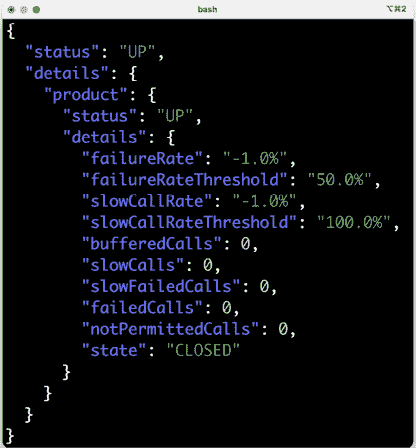 bash
⌥⌘2
{
  "status": "UP",
  "details": {
    "product": {
      "status": "UP",
      "details": {
        "failureRate": "-1.0%",
        "failureRateThreshold": "50.0%",
        "slowCallRate": "-1.0%",
        "slowCallRateThreshold": "100.0%",
        "bufferedCalls": 0,
        "slowCalls": 0,
        "slowFailedCalls": 0,
        "failedCalls": 0,
        "notPermittedCalls": 0,
        "state": "CLOSED"
      }
    }
  }
}